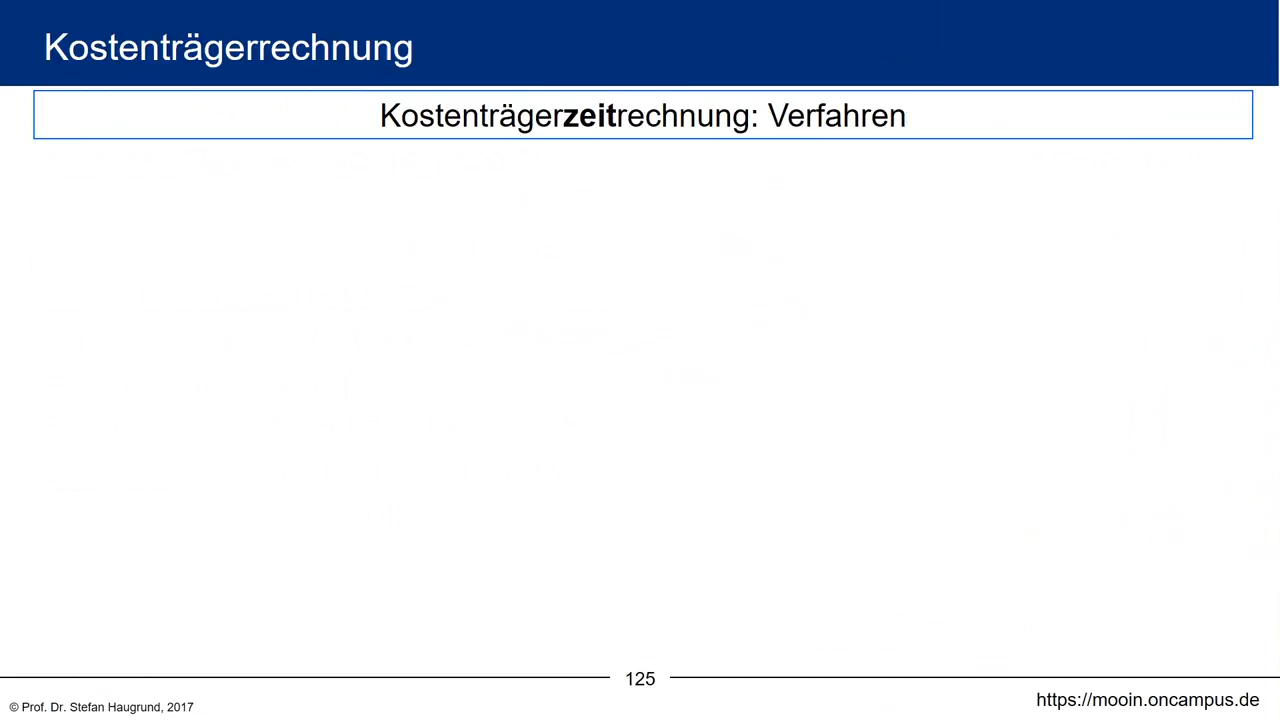 Kostenträgerrechnung
Kostenträgerzeitrechnung: Verfahren
125
© Prof. Dr. Stefan Haugrund, 2017
https://mooin.oncampus.de